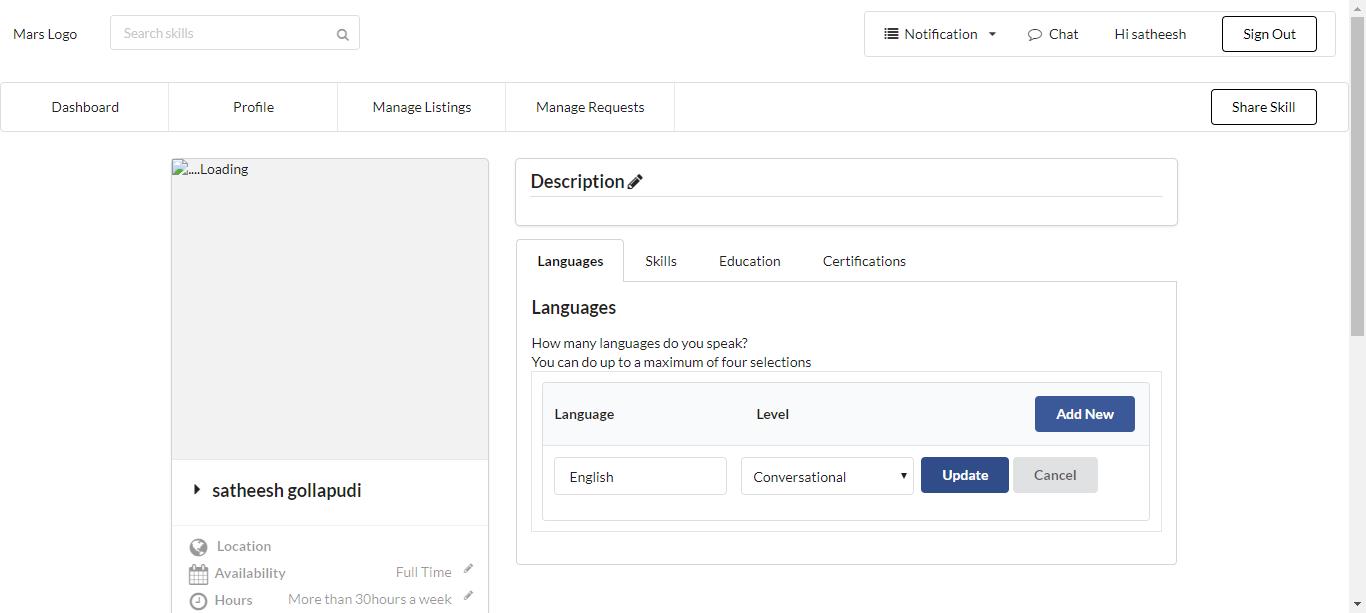 Mars Logo
Search skills
Notification
Chat
Hi satheesh
Sign Out
Dashboard
Profile
Manage Listings
Manage Requests
Share Skill
....Loading
satheesh gollapudi
Location
Availability
Full Time
Hours
More than 30hours a week
Description
Languages
Skills
Education
Certifications
Languages
How many languages do you speak?
You can do up to a maximum of four selections
Language
Level
Add New
English
Conversational
Update
Cancel